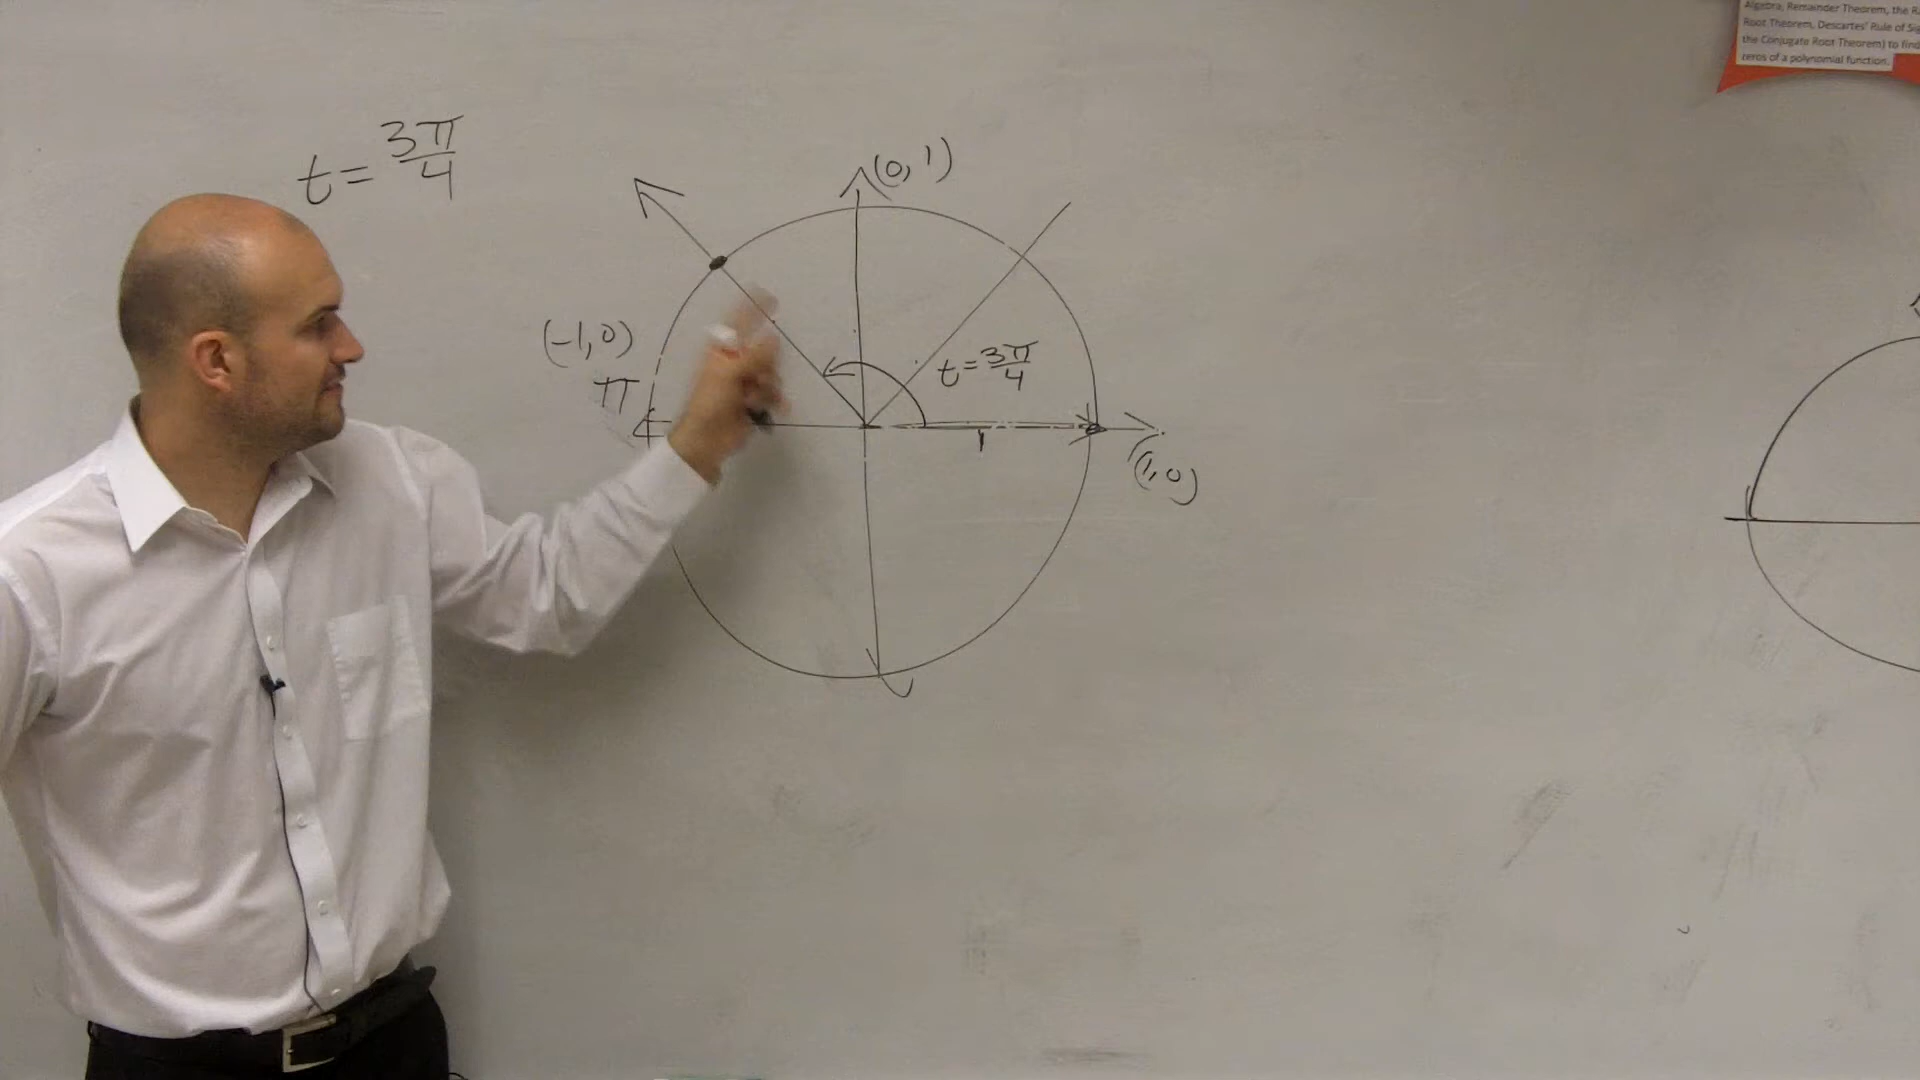 Algebra, Remainder Theorem, the R
Root Theorem, Descartes' Rule of Sig
the Conjugate Root Theorem) to find
zeros of a polynomial function.
t = 3π/4
(0, 1)
(-1, 0)
π
t = 3π/4
1
(1, 0)